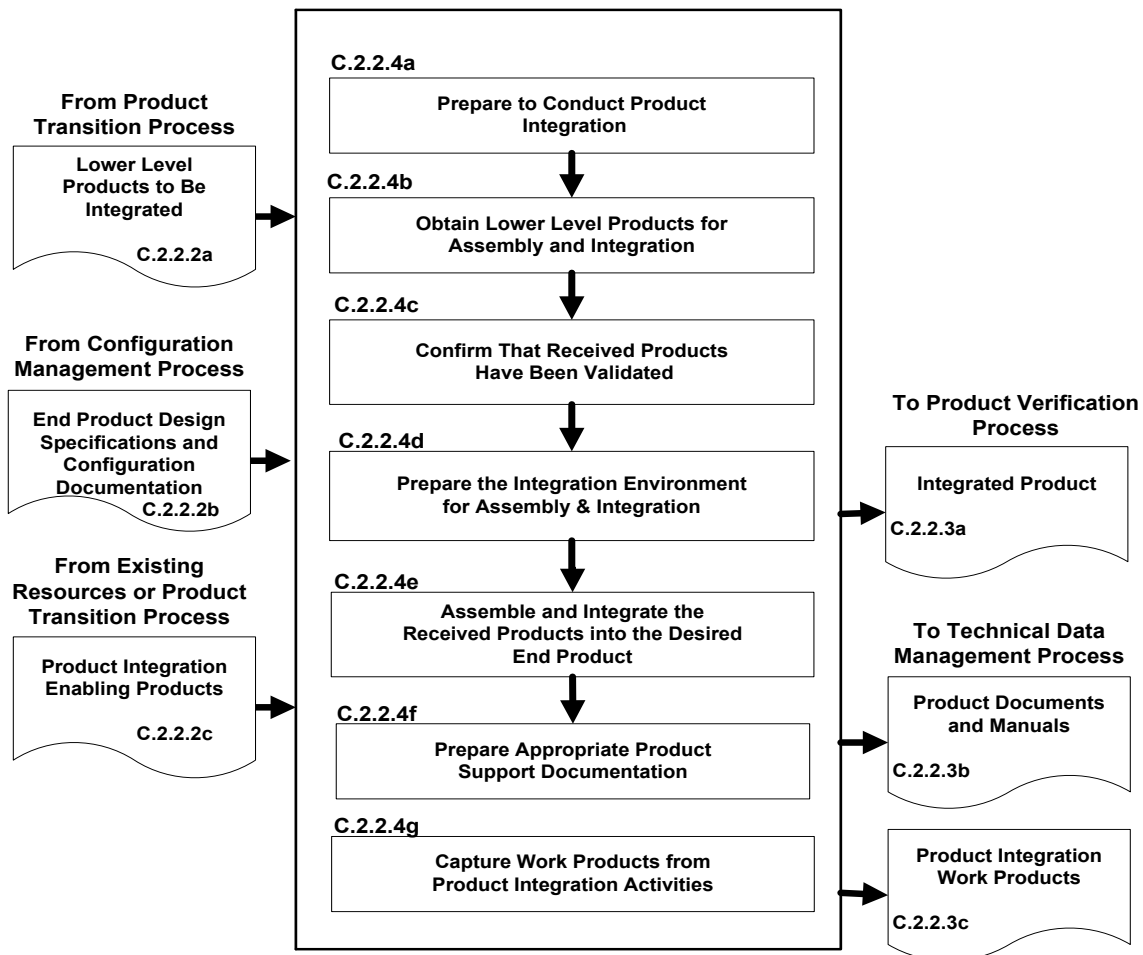 From Product
Transition Process
Lower Level
Products to Be
Integrated
C.2.2.2a
From Configuration
Management Process
End Product Design
Specifications and
Configuration
Documentation
C.2.2.2b
From Existing
Resources or Product
Transition Process
Product Integration
Enabling Products
C.2.2.2c
C.2.2.4a
Prepare to Conduct Product
Integration
C.2.2.4b
Obtain Lower Level Products for
Assembly and Integration
C.2.2.4c
Confirm That Received Products
Have Been Validated
C.2.2.4d
Prepare the Integration Environment
for Assembly & Integration
C.2.2.4e
Assemble and Integrate the
Received Products into the Desired
End Product
C.2.2.4f
Prepare Appropriate Product
Support Documentation
C.2.2.4g
Capture Work Products from
Product Integration Activities
To Product Verification
Process
Integrated Product
C.2.2.3a
To Technical Data
Management Process
Product Documents
and Manuals
C.2.2.3b
Product Integration
Work Products
C.2.2.3c